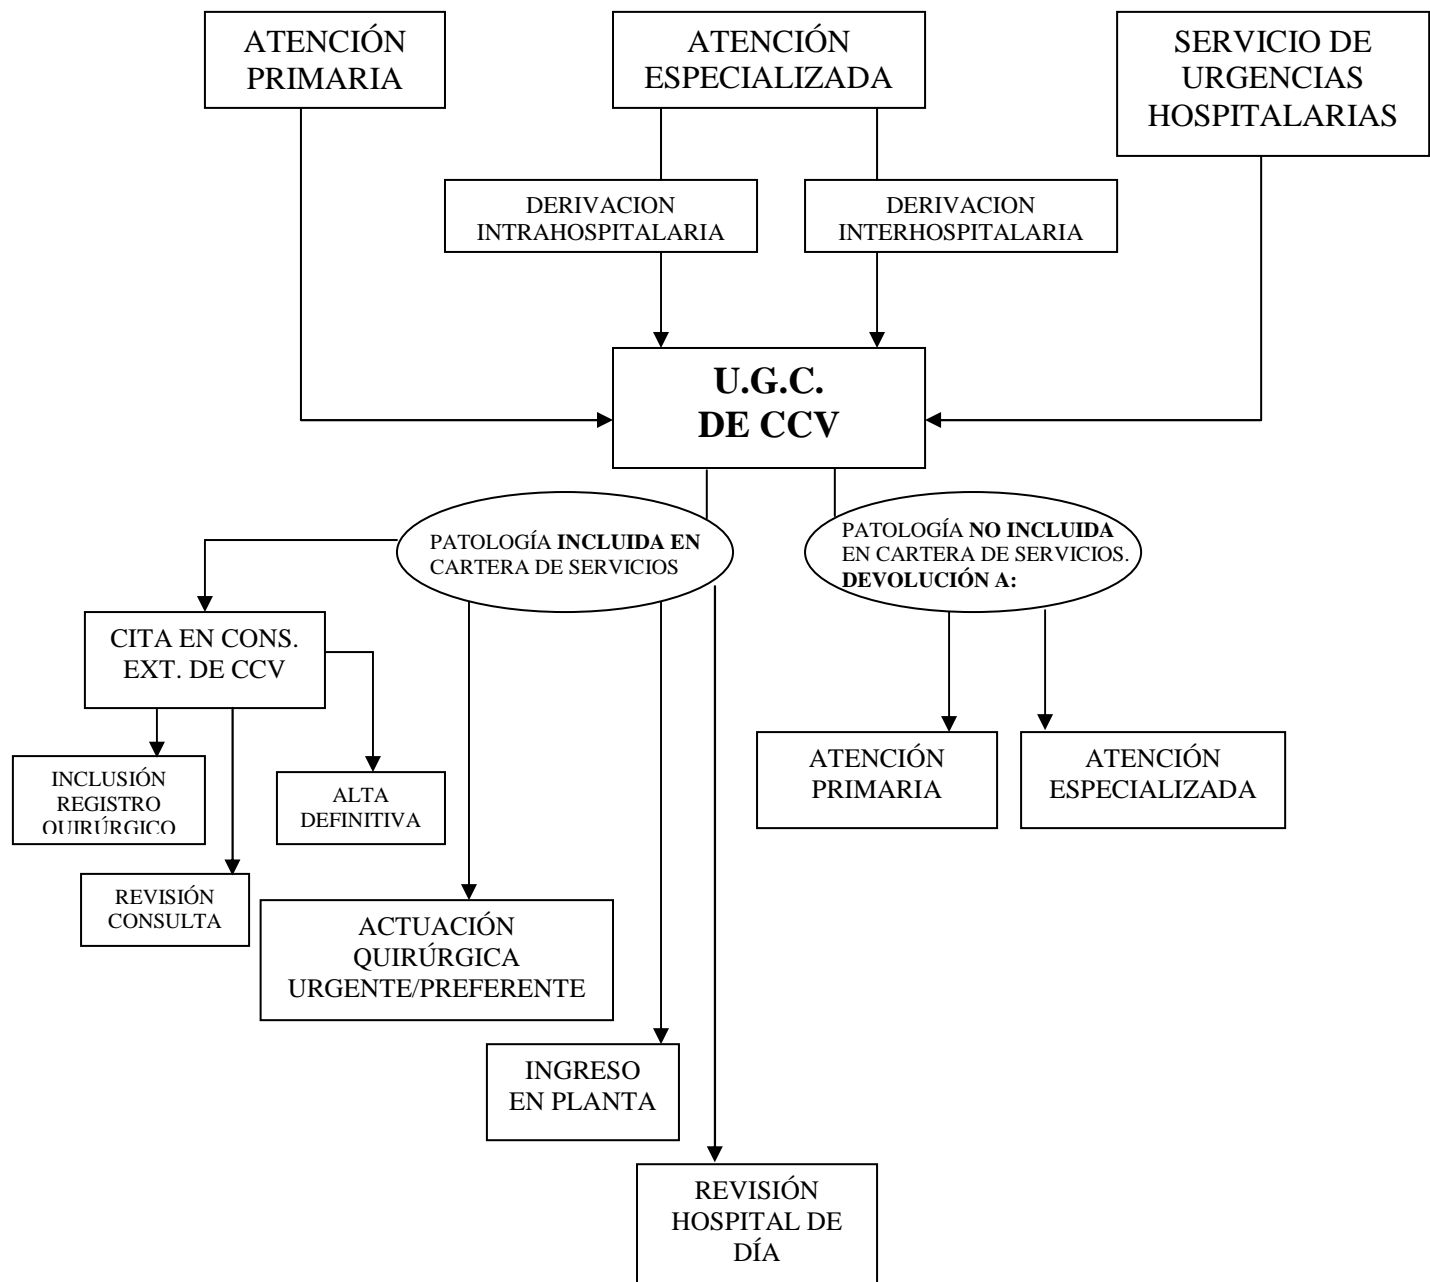 ATENCIÓN
PRIMARIA
ATENCIÓN
ESPECIALIZADA
SERVICIO DE
URGENCIAS
HOSPITALARIAS
DERIVACION
INTRAHOSPITALARIA
DERIVACION
INTERHOSPITALARIA
U.G.C.
DE CCV
PATOLOGÍA INCLUIDA EN
CARTERA DE SERVICIOS
PATOLOGÍA NO INCLUIDA
EN CARTERA DE SERVICIOS.
DEVOLUCIÓN A:
CITA EN CONS.
EXT. DE CCV
INCLUSIÓN
REGISTRO
QUIRÚRGICO
ALTA
DEFINITIVA
REVISIÓN
CONSULTA
ATENCIÓN
PRIMARIA
ATENCIÓN
ESPECIALIZADA
ACTUACIÓN
QUIRÚRGICA
URGENTE/PREFERENTE
INGRESO
EN PLANTA
REVISIÓN
HOSPITAL DE
DÍA